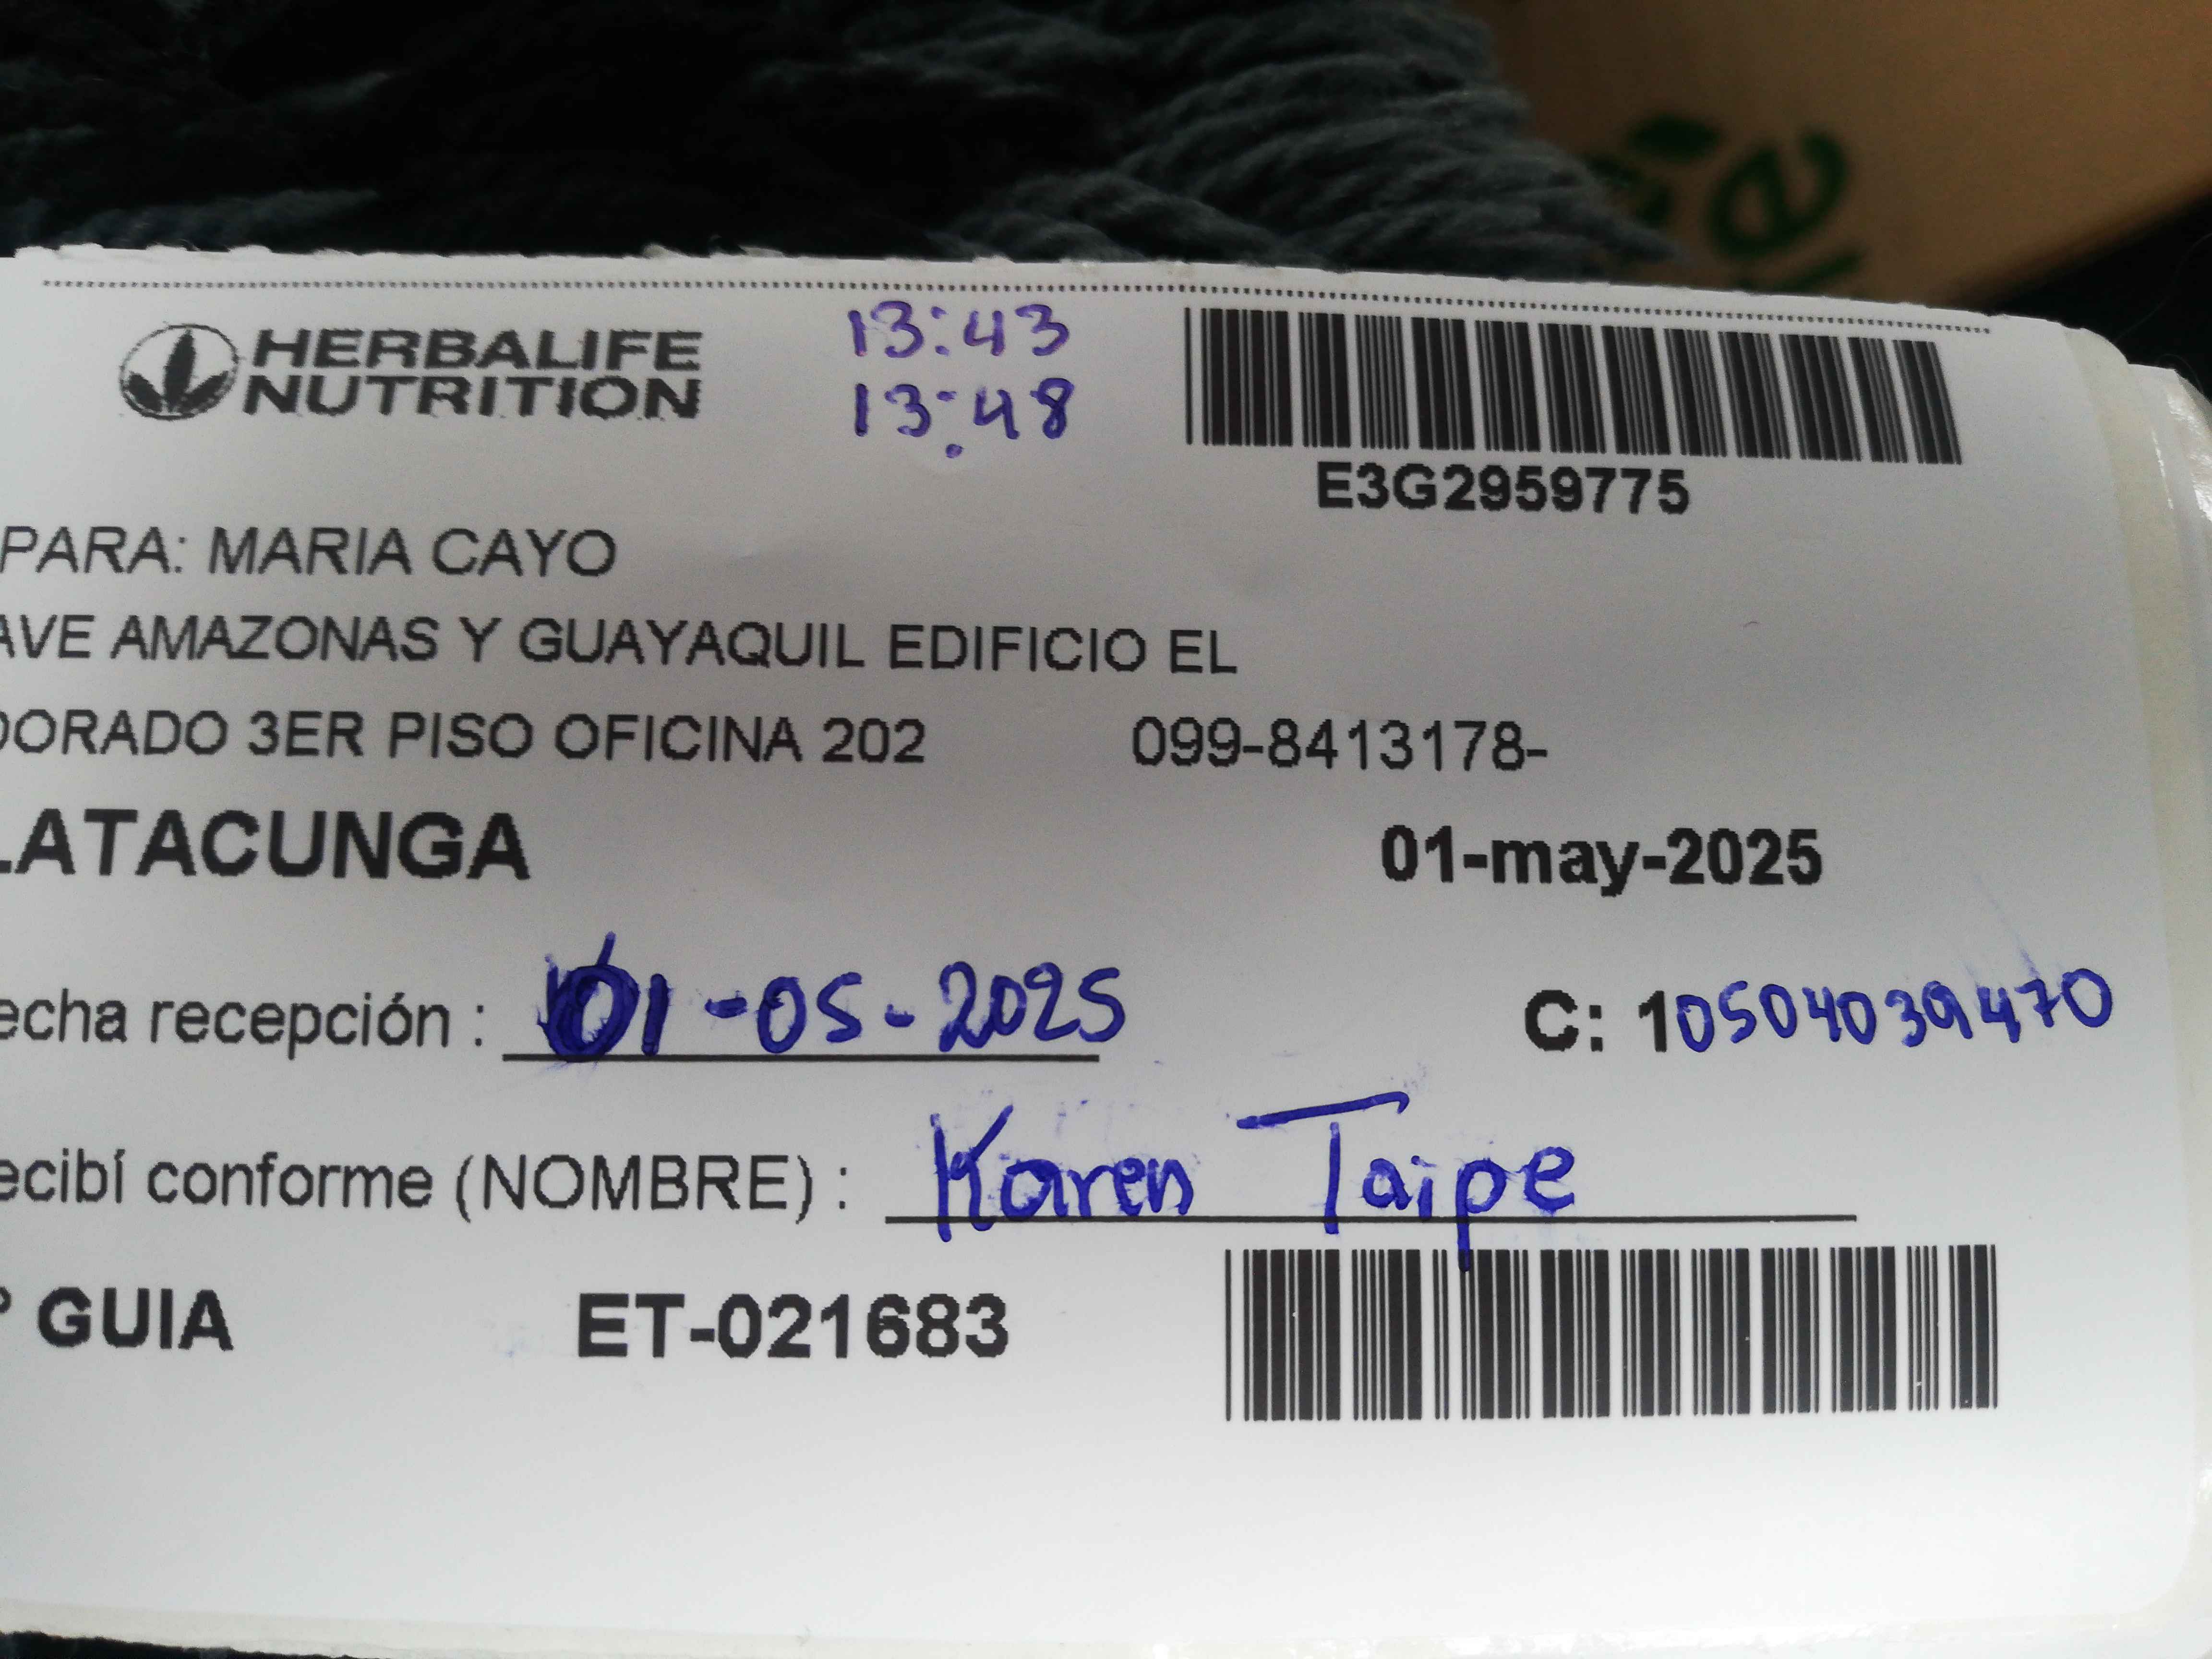 HERBALIFE
NUTRITION
13:43
13:48
E3G2959775
PARA: MARIA CAYO
AVE AMAZONAS Y GUAYAQUIL EDIFICIO EL
DORADO 3ER PISO OFICINA 202 099-8413178-
LATACUNGA 01-may-2025
echa recepción : 01-05-2025 C: 10504039470
ecibí conforme (NOMBRE) : Karen Taipe
° GUIA ET-021683